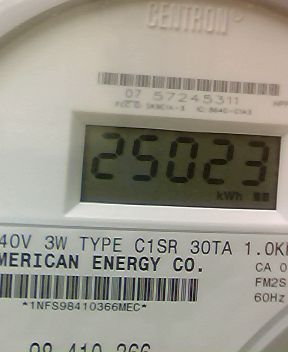 CENTRON®
07 57245311
25023
kWh
40V 3W TYPE C1SR 30TA 1.0K
MERICAN ENERGY CO.
CA 0
FM2S
60Hz
*1NFS98410366MEC*